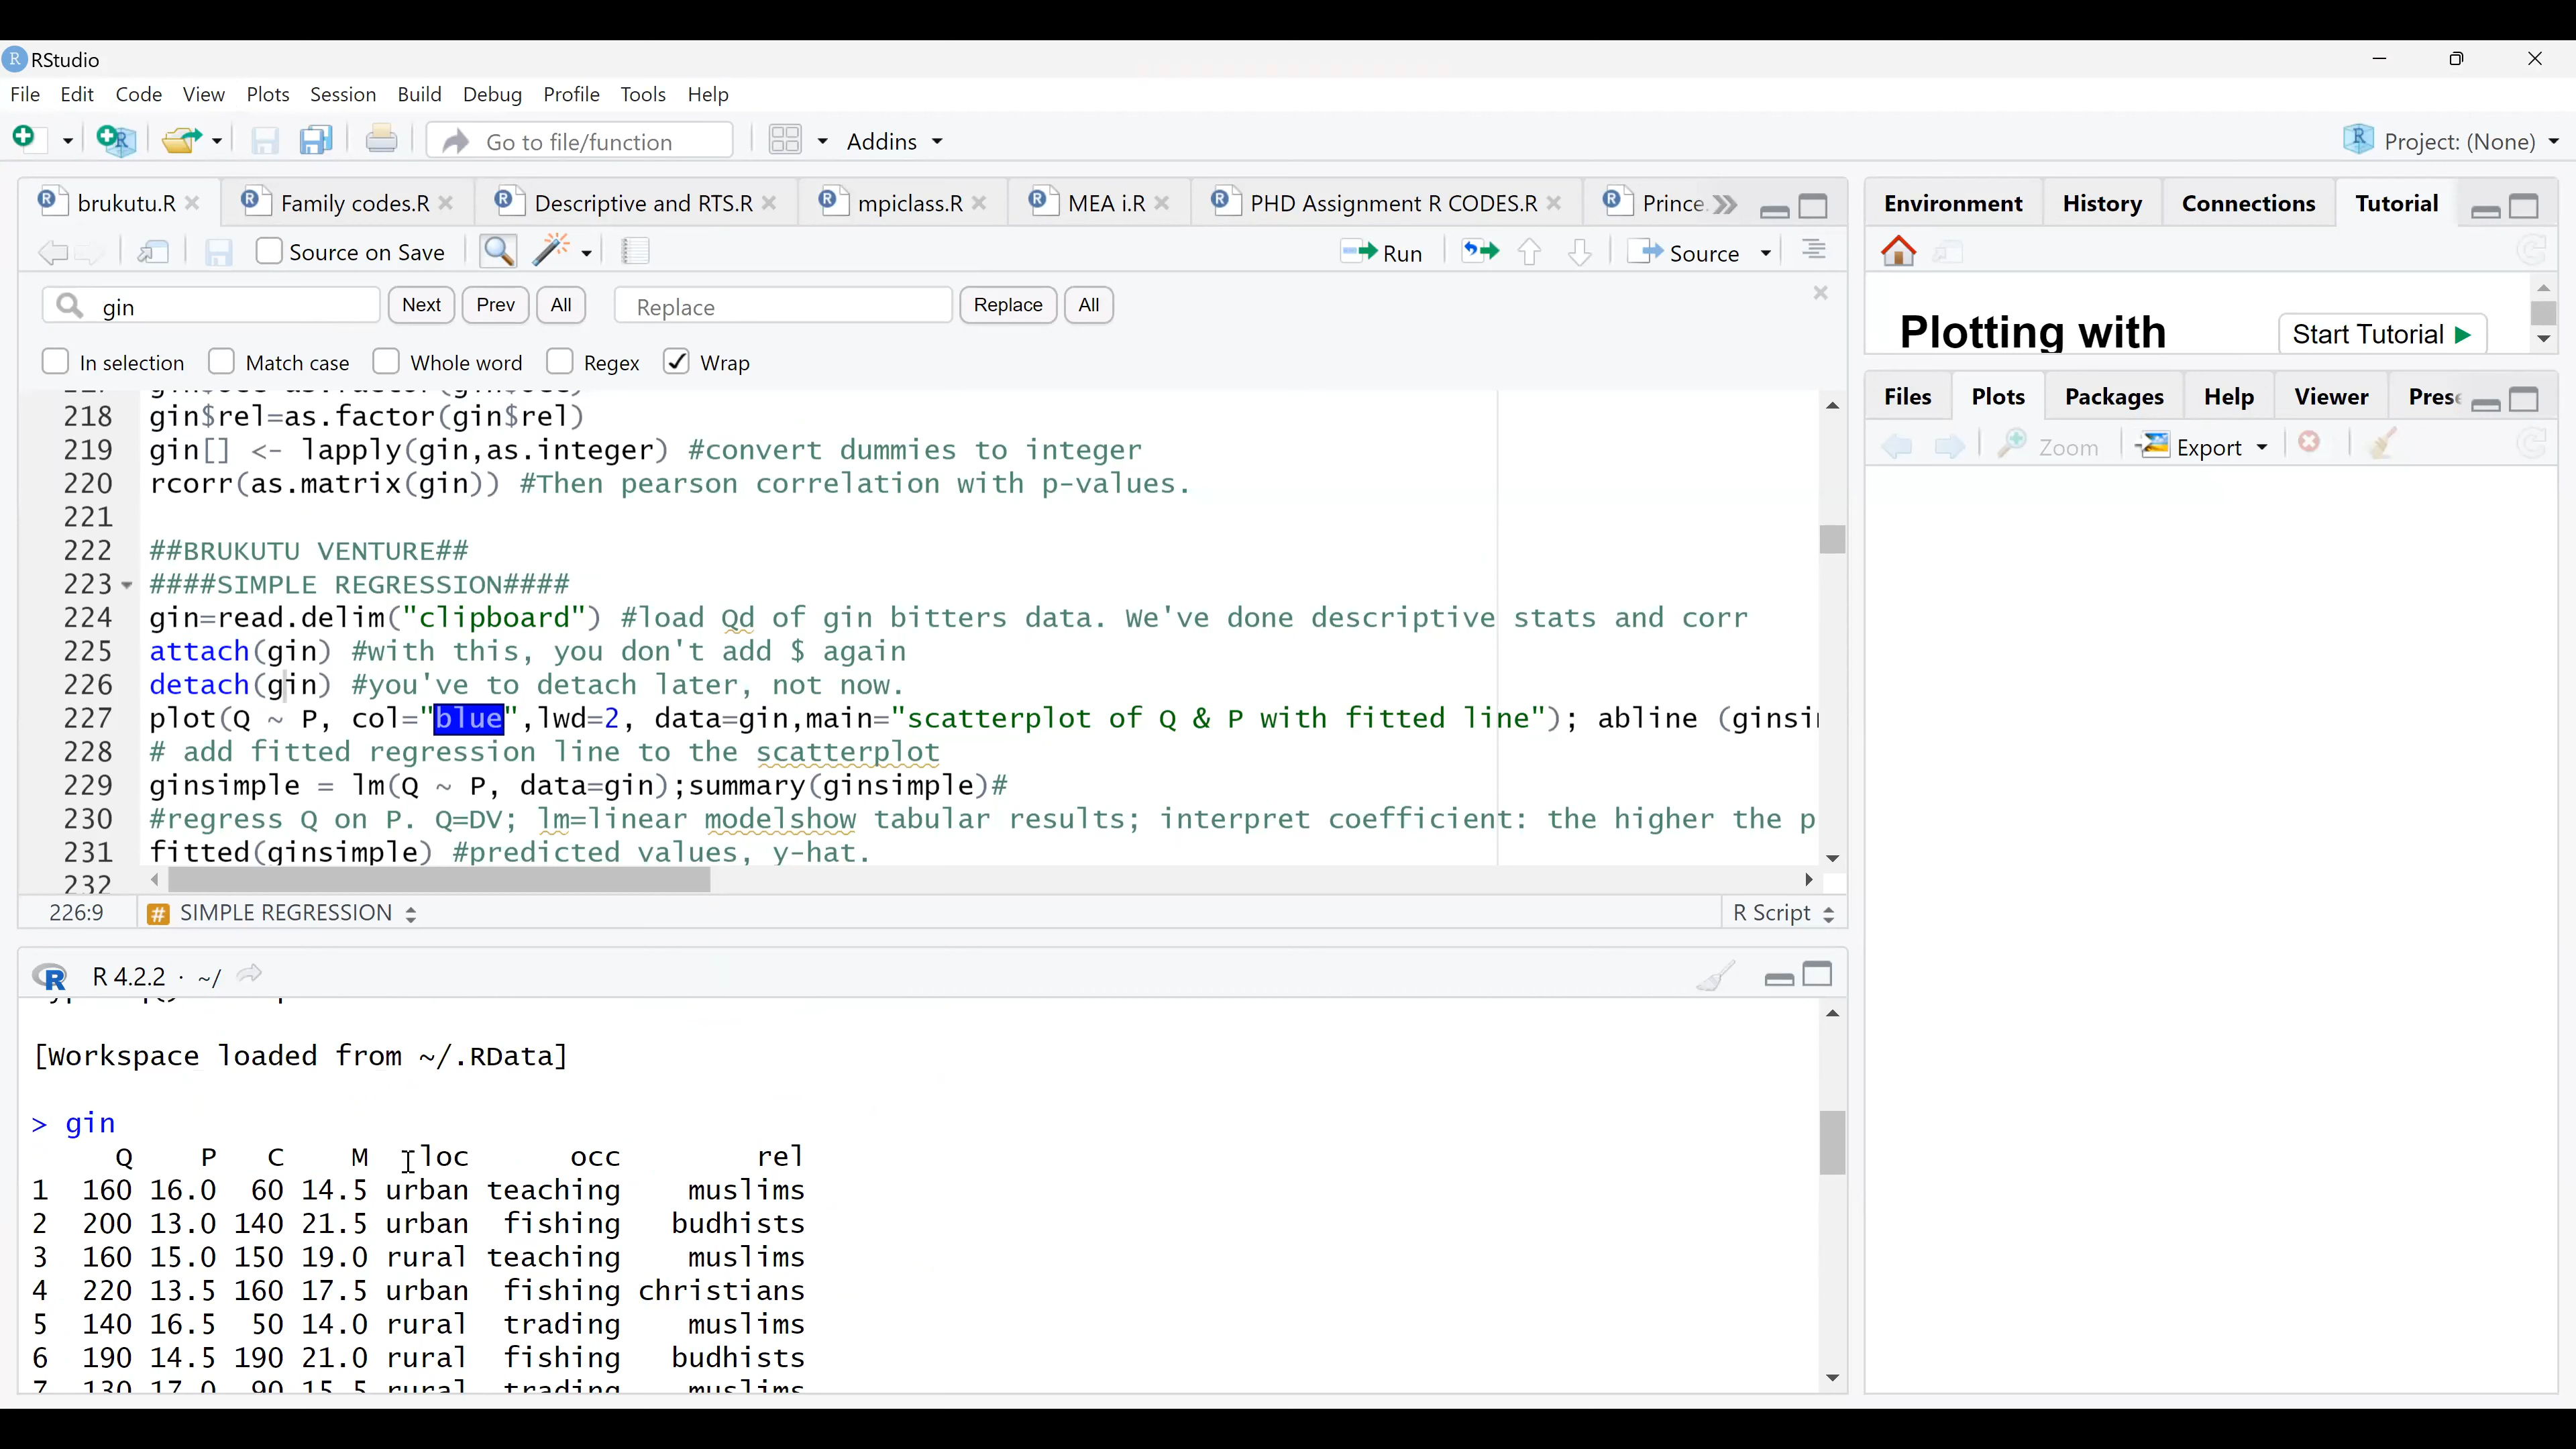 RStudio
File Edit Code View Plots Session Build Debug Profile Tools Help
Go to file/function Addins Project: (None)
brukutu.R Family codes.R Descriptive and RTS.R mpiclass.R MEA i.R PHD Assignment R CODES.R Prince
Source on Save Run Source
gin Next Prev All Replace Replace All
In selection Match case Whole word Regex Wrap
218 gin$rel=as.factor(gin$rel)
219 gin[] <- lapply(gin,as.integer) #convert dummies to integer
220 rcorr(as.matrix(gin)) #Then pearson correlation with p-values.
221
222 ##BRUKUTU VENTURE##
223 ####SIMPLE REGRESSION####
224 gin=read.delim("clipboard") #load Qd of gin bitters data. We've done descriptive stats and corr
225 attach(gin) #with this, you don't add $ again
226 detach(gin) #you've to detach later, not now.
227 plot(Q ~ P, col="blue",lwd=2, data=gin,main="scatterplot of Q & P with fitted line"); abline (ginsi
228 # add fitted regression line to the scatterplot
229 ginsimple = lm(Q ~ P, data=gin);summary(ginsimple)#
230 #regress Q on P. Q=DV; lm=linear modelshow tabular results; interpret coefficient: the higher the p
231 fitted(ginsimple) #predicted values, y-hat.
232
226:9 # SIMPLE REGRESSION R Script
R 4.2.2 · ~/
[Workspace loaded from ~/.RData]
> gin
Q P C M loc occ rel
1 160 16.0 60 14.5 urban teaching muslims
2 200 13.0 140 21.5 urban fishing budhists
3 160 15.0 150 19.0 rural teaching muslims
4 220 13.5 160 17.5 urban fishing christians
5 140 16.5 50 14.0 rural trading muslims
6 190 14.5 190 21.0 rural fishing budhists
7 130 17.0 90 15.5 rural trading muslims
Environment History Connections Tutorial
Plotting with Start Tutorial
Files Plots Packages Help Viewer Prese
Zoom Export